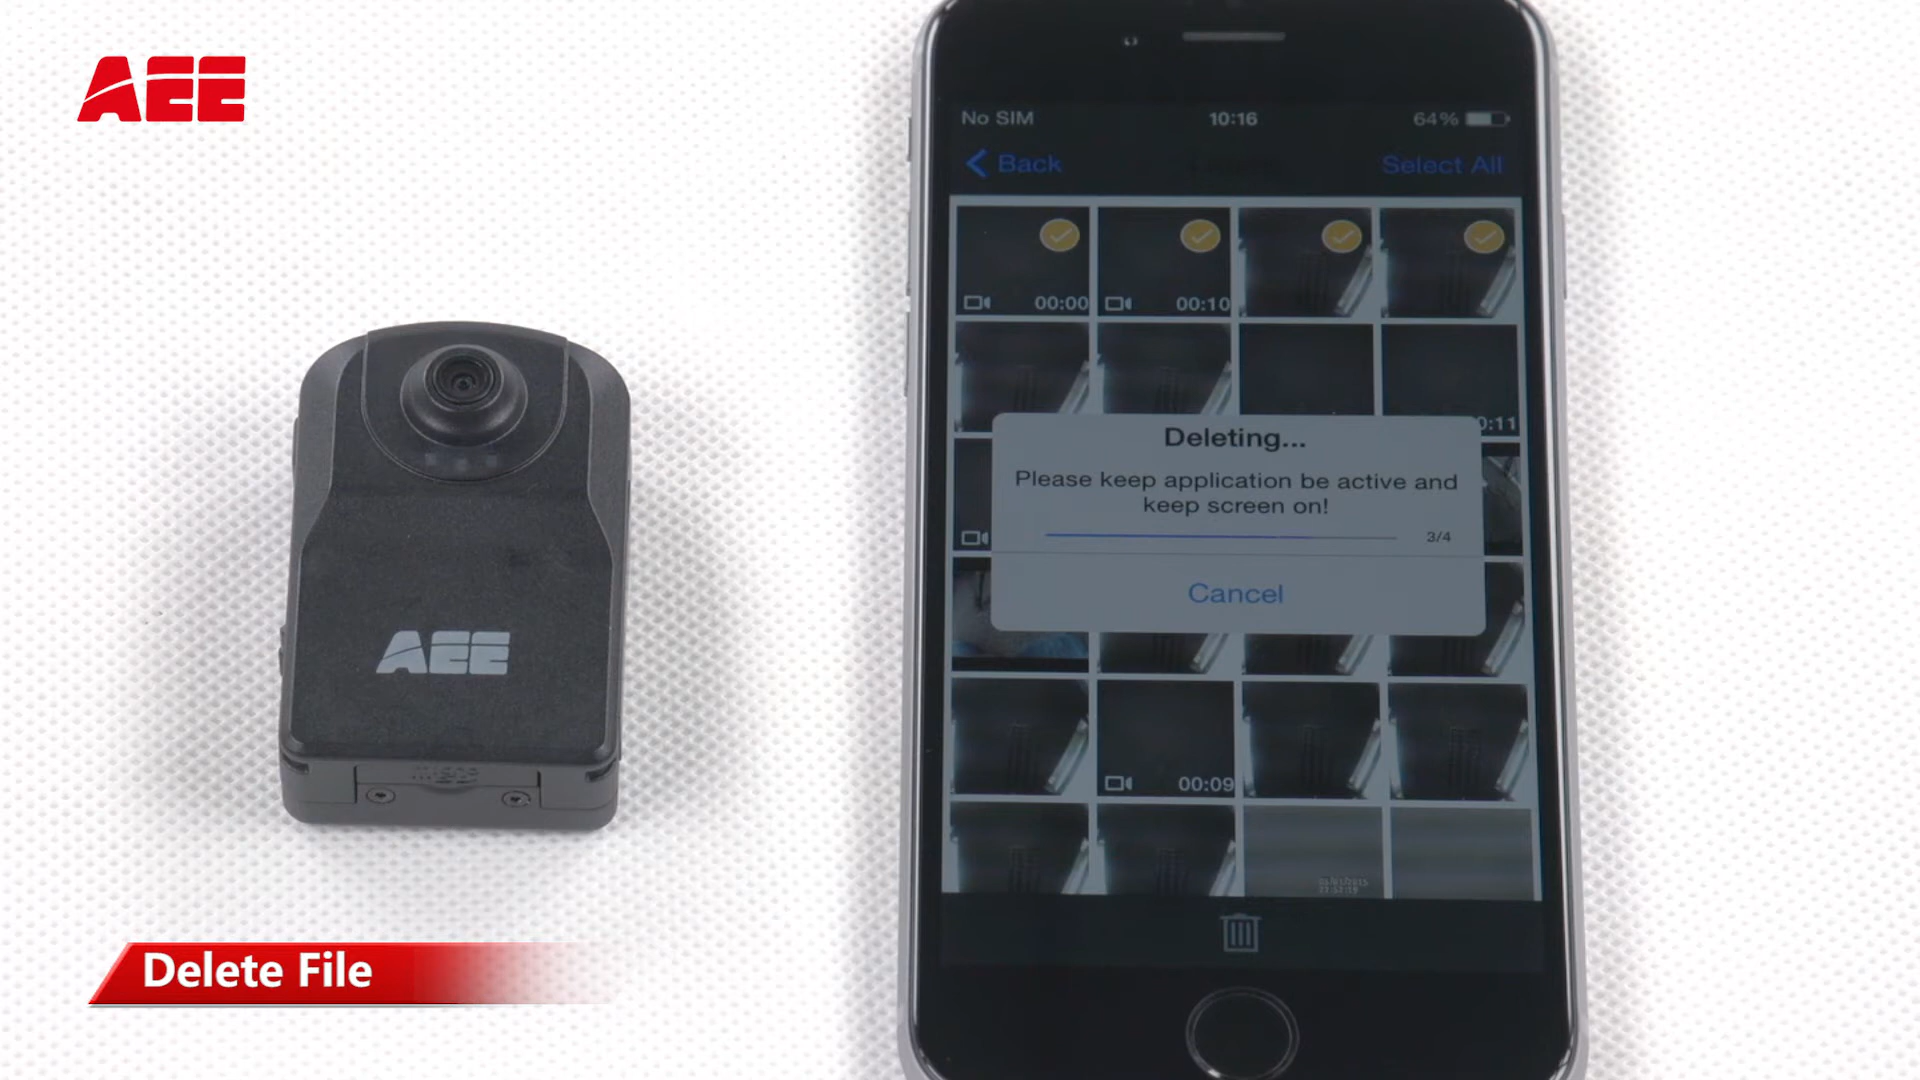 AEE
No SIM 10:16 64%
Back Select All
00:00 00:10
0:11
Deleting...
Please keep application be active and
keep screen on!
3/4
Cancel
00:09
AEE
Delete File